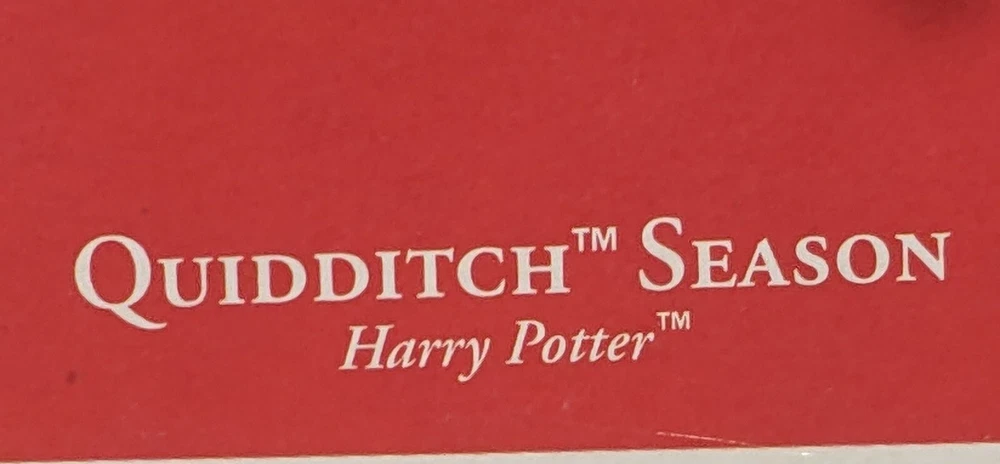 QUIDDITCH™ SEASON
Harry Potter™